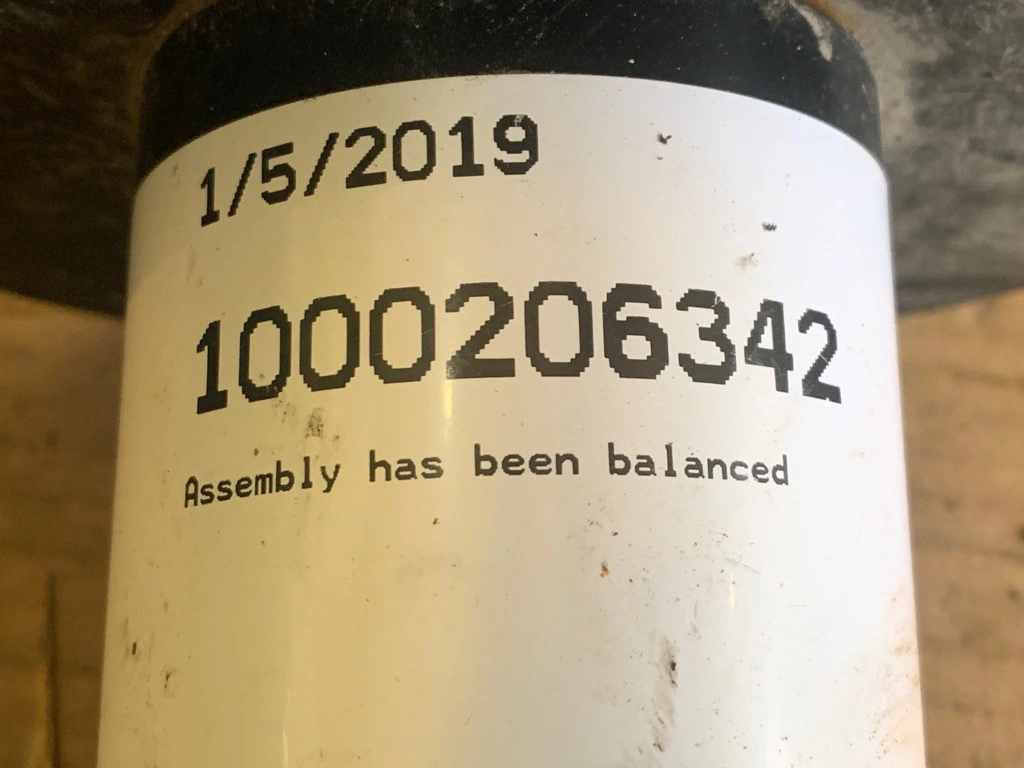 1/5/2019
1000206342
Assembly has been balanced